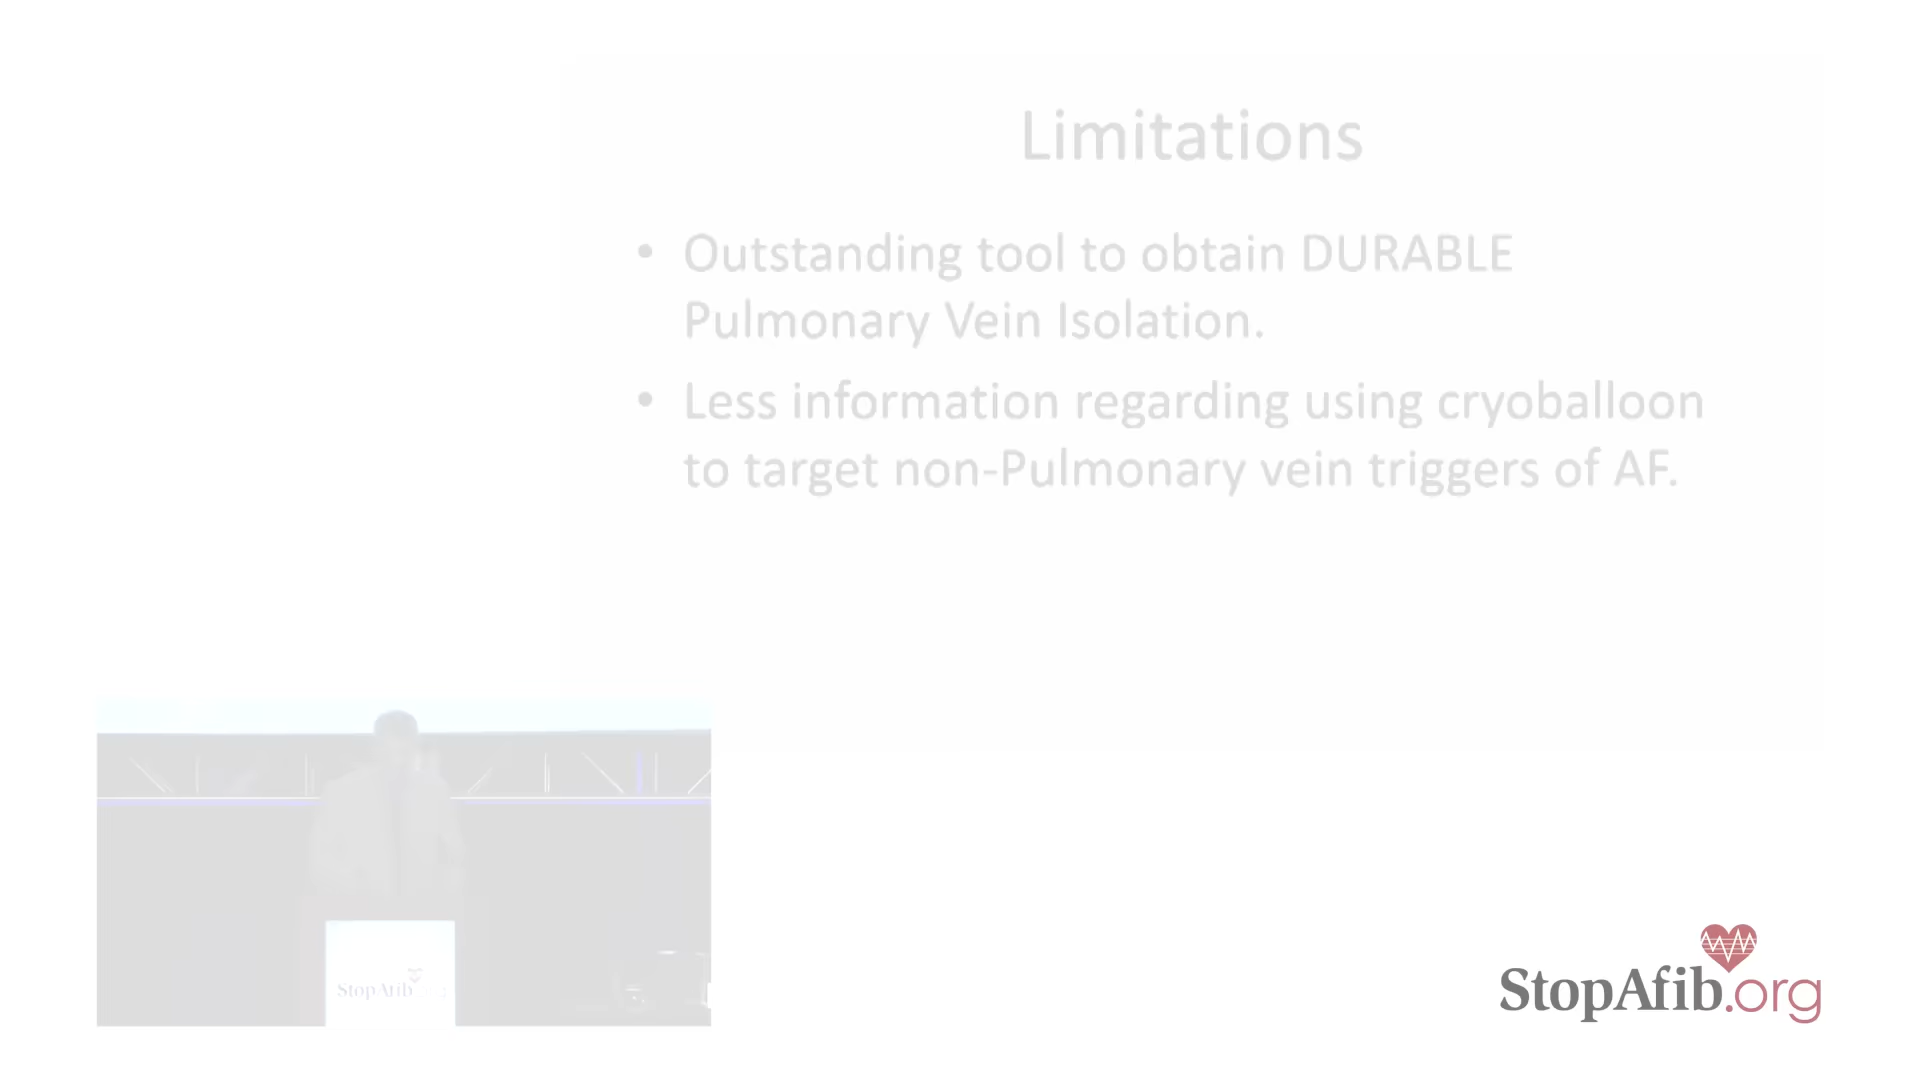 Limitations
• Outstanding tool to obtain DURABLE
Pulmonary Vein Isolation.
• Less information regarding using cryoballoon
to target non-Pulmonary vein triggers of AF.
StopAfib
StopAfib.org